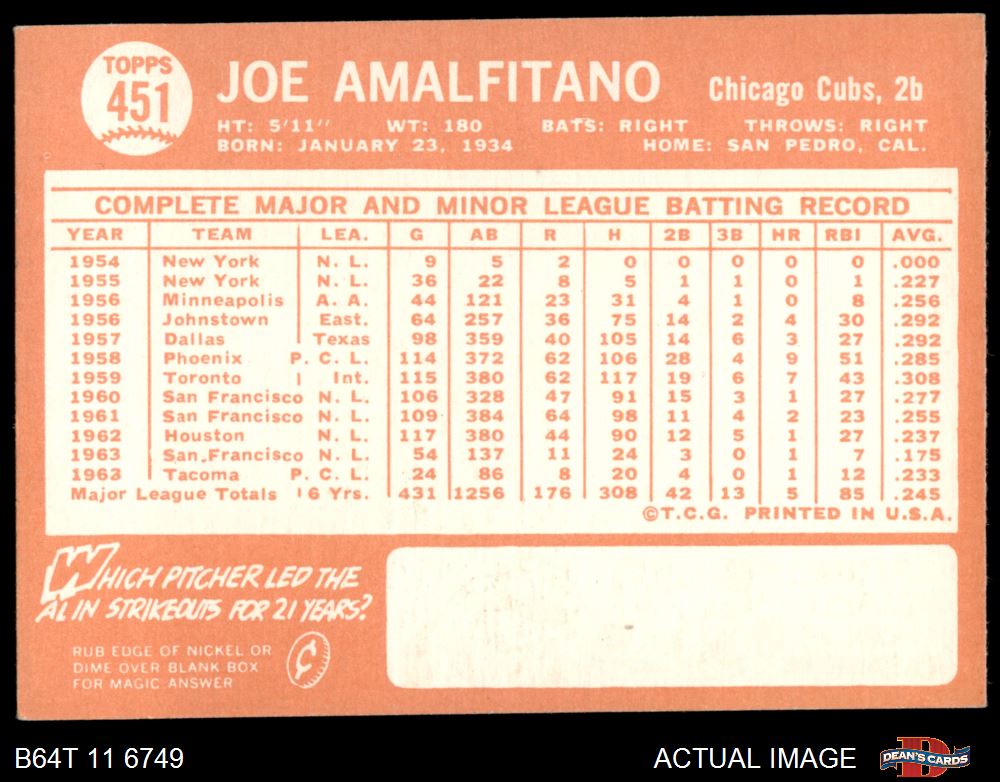 TOPPS
451
JOE AMALFITANO
Chicago Cubs, 2b
HT: 5'11" WT: 180 BATS: RIGHT THROWS: RIGHT
BORN: JANUARY 23, 1934 HOME: SAN PEDRO, CAL.
COMPLETE MAJOR AND MINOR LEAGUE BATTING RECORD
YEAR TEAM LEA. G AB R H 2B 3B HR RBI AVG.
1954 New York N. L. 9 5 2 0 0 0 0 0 .000
1955 New York N. L. 36 22 8 5 1 1 0 1 .227
1956 Minneapolis A. A. 44 121 23 31 4 1 0 8 .256
1956 Johnstown East. 64 257 36 75 14 2 4 30 .292
1957 Dallas Texas 98 359 40 105 14 6 3 27 .292
1958 Phoenix P. C. L. 114 372 62 106 28 4 9 51 .285
1959 Toronto Int. 115 380 62 117 19 6 7 43 .308
1960 San Francisco N. L. 106 328 47 91 15 3 1 27 .277
1961 San Francisco N. L. 109 384 64 98 11 4 2 23 .255
1962 Houston N. L. 117 380 44 90 12 5 1 27 .237
1963 San Francisco N. L. 54 137 11 24 3 0 1 7 .175
1963 Tacoma P. C. L. 24 86 8 20 4 0 1 12 .233
Major League Totals 6 Yrs. 431 1256 176 308 42 13 5 85 .245
©T.C.G. PRINTED IN U.S.A.
WHICH PITCHER LED THE
AL IN STRIKEOUTS FOR 21 YEARS?
RUB EDGE OF NICKEL OR
DIME OVER BLANK BOX
FOR MAGIC ANSWER
¢
B64T 11 6749
ACTUAL IMAGE
DEAN'S CARDS